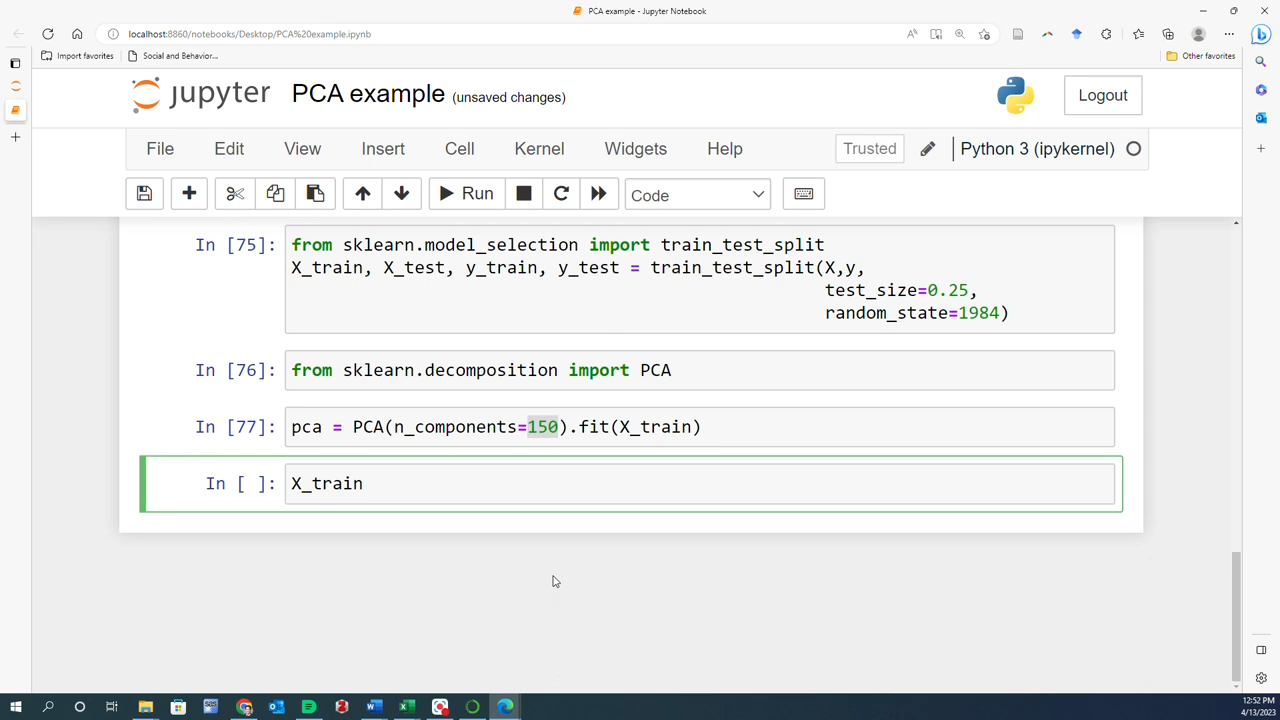 PCA example - Jupyter Notebook
localhost:8860/notebooks/Desktop/PCA%20example.ipynb
Import favorites
Social and Behavior...
Other favorites
jupyter PCA example (unsaved changes)
Logout
File Edit View Insert Cell Kernel Widgets Help
Trusted
Python 3 (ipykernel)
Run
Code
In [75]: from sklearn.model_selection import train_test_split
X_train, X_test, y_train, y_test = train_test_split(X,y,
test_size=0.25,
random_state=1984)
In [76]: from sklearn.decomposition import PCA
In [77]: pca = PCA(n_components=150).fit(X_train)
In [ ]: X_train
12:52 PM
4/13/2023